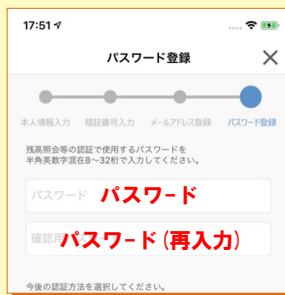 17:51
パスワード登録
本人情報入力 暗証番号入力 メールアドレス登録 パスワード登録
残高照会等の認証で使用するパスワードを
半角英数字混在8〜32桁で入力してください。
パスワード パスワード
確認用 パスワード(再入力)
今後の認証方法を選択してください。